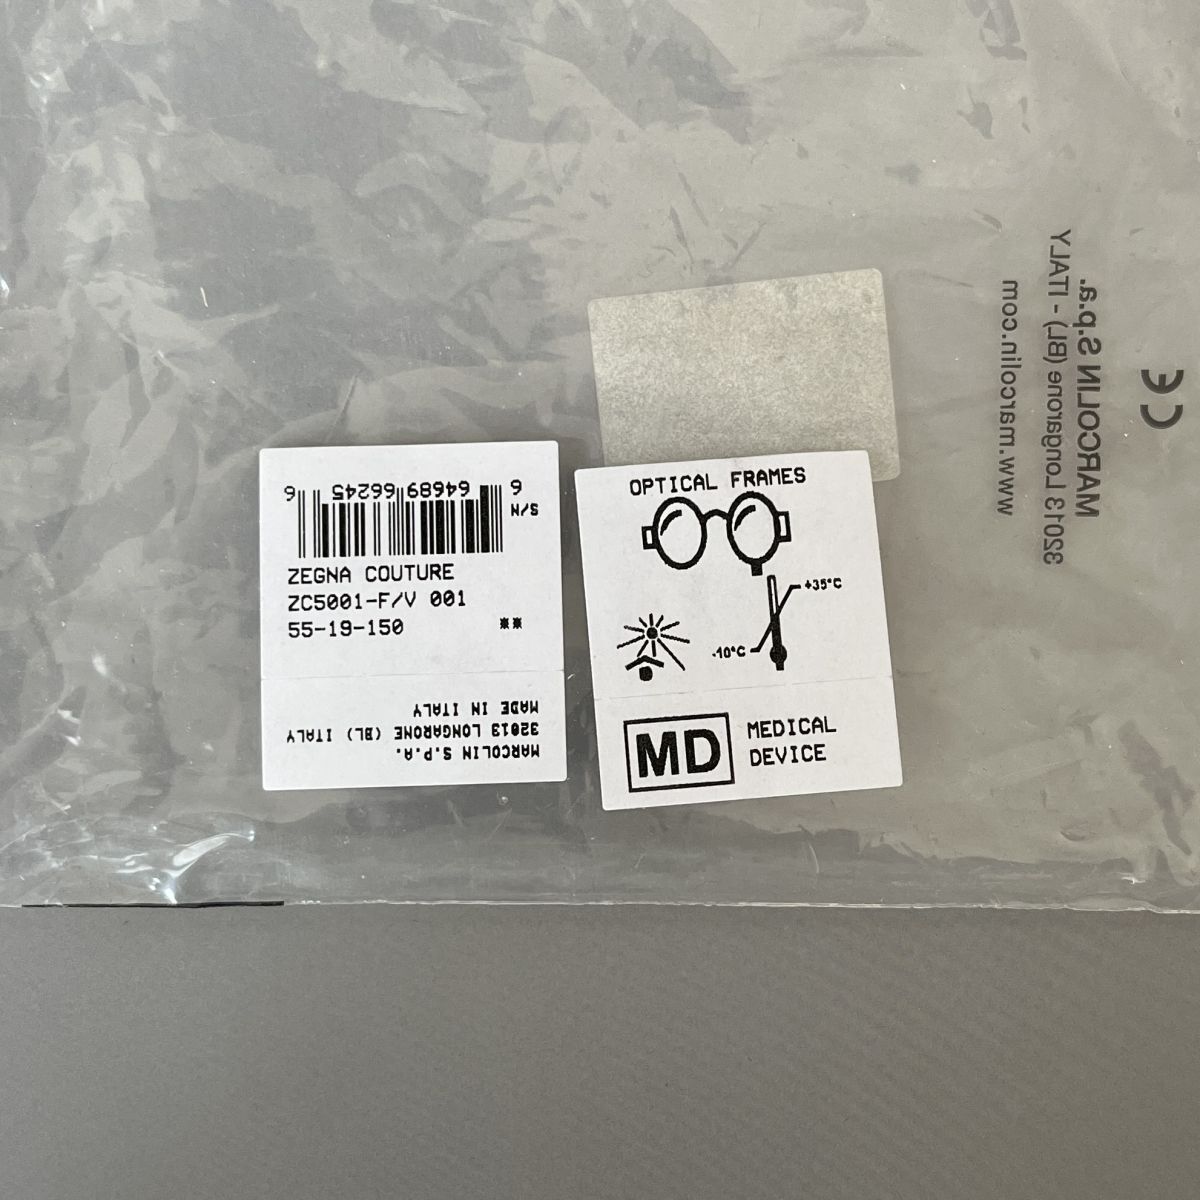 6 64689 66245 6
S/N
ZEGNA COUTURE
ZC5001-F/V 001
55-19-150 **
MARCOLIN S.P.A.
32013 LONGARONE (BL) ITALY
MADE IN ITALY
OPTICAL FRAMES
+35°C
-10°C
MD
MEDICAL
DEVICE
CE
MARCOLIN S.p.a.
32013 Longarone (BL) - ITALY
www.marcolin.com